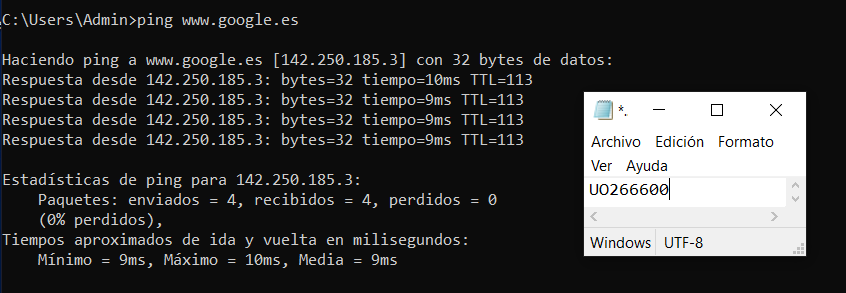 C:\Users\Admin>ping www.google.es
Haciendo ping a www.google.es [142.250.185.3] con 32 bytes de datos:
Respuesta desde 142.250.185.3: bytes=32 tiempo=10ms TTL=113
Respuesta desde 142.250.185.3: bytes=32 tiempo=9ms TTL=113
Respuesta desde 142.250.185.3: bytes=32 tiempo=9ms TTL=113
Respuesta desde 142.250.185.3: bytes=32 tiempo=9ms TTL=113
Estadísticas de ping para 142.250.185.3:
Paquetes: enviados = 4, recibidos = 4, perdidos = 0
(0% perdidos),
Tiempos aproximados de ida y vuelta en milisegundos:
Mínimo = 9ms, Máximo = 10ms, Media = 9ms
*.
Archivo Edición Formato
Ver Ayuda
UO266600
Windows UTF-8